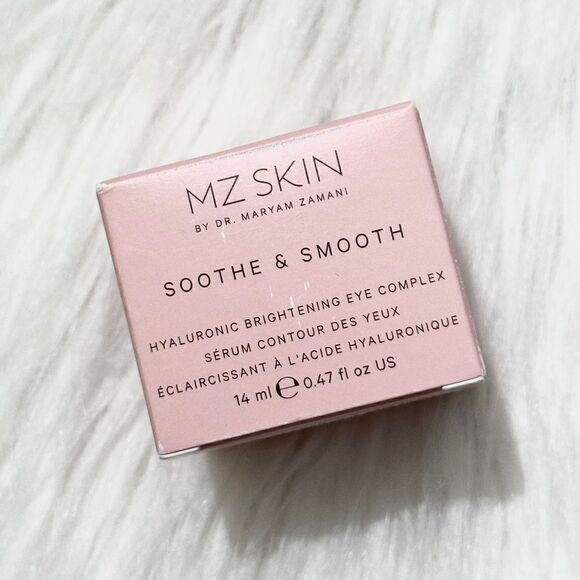 MZ SKIN
BY DR. MARYAM ZAMANI
SOOTHE & SMOOTH
HYALURONIC BRIGHTENING EYE COMPLEX
SÉRUM CONTOUR DES YEUX
ÉCLAIRCISSANT À L'ACIDE HYALURONIQUE
14 ml ℮ 0.47 fl oz US